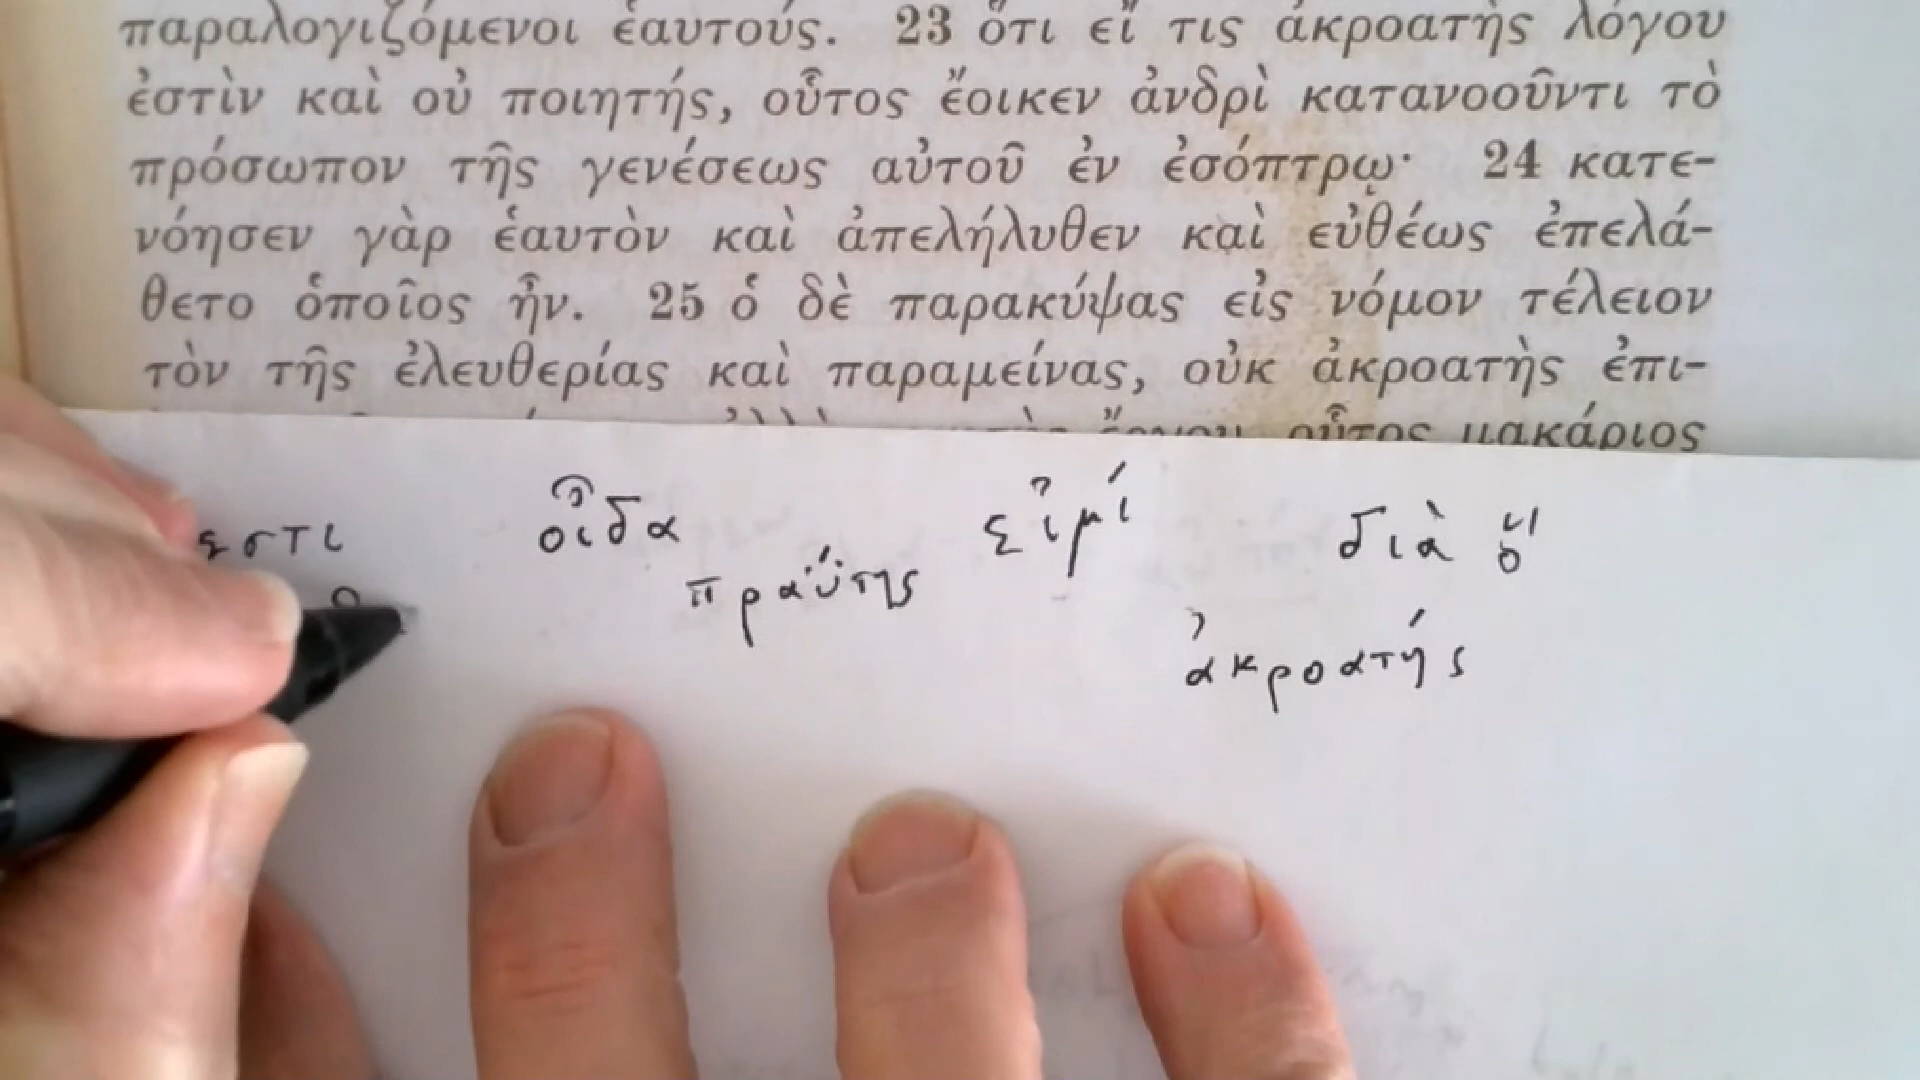 παραλογιζόμενοι ἑαυτούς. 23 ὅτι εἴ τις ἀκροατὴς λόγου
ἐστὶν καὶ οὐ ποιητής, οὗτος ἔοικεν ἀνδρὶ κατανοοῦντι τὸ
πρόσωπον τῆς γενέσεως αὐτοῦ ἐν ἐσόπτρῳ· 24 κατε-
νόησεν γὰρ ἑαυτὸν καὶ ἀπελήλυθεν καὶ εὐθέως ἐπελά-
θετο ὁποῖος ἦν. 25 ὁ δὲ παρακύψας εἰς νόμον τέλειον
τὸν τῆς ἐλευθερίας καὶ παραμείνας, οὐκ ἀκροατὴς ἐπι-
οὗτος μακάριος
εστι οἶδα εἰμί διὰ ὅ
πραΰτης ἀκροατής